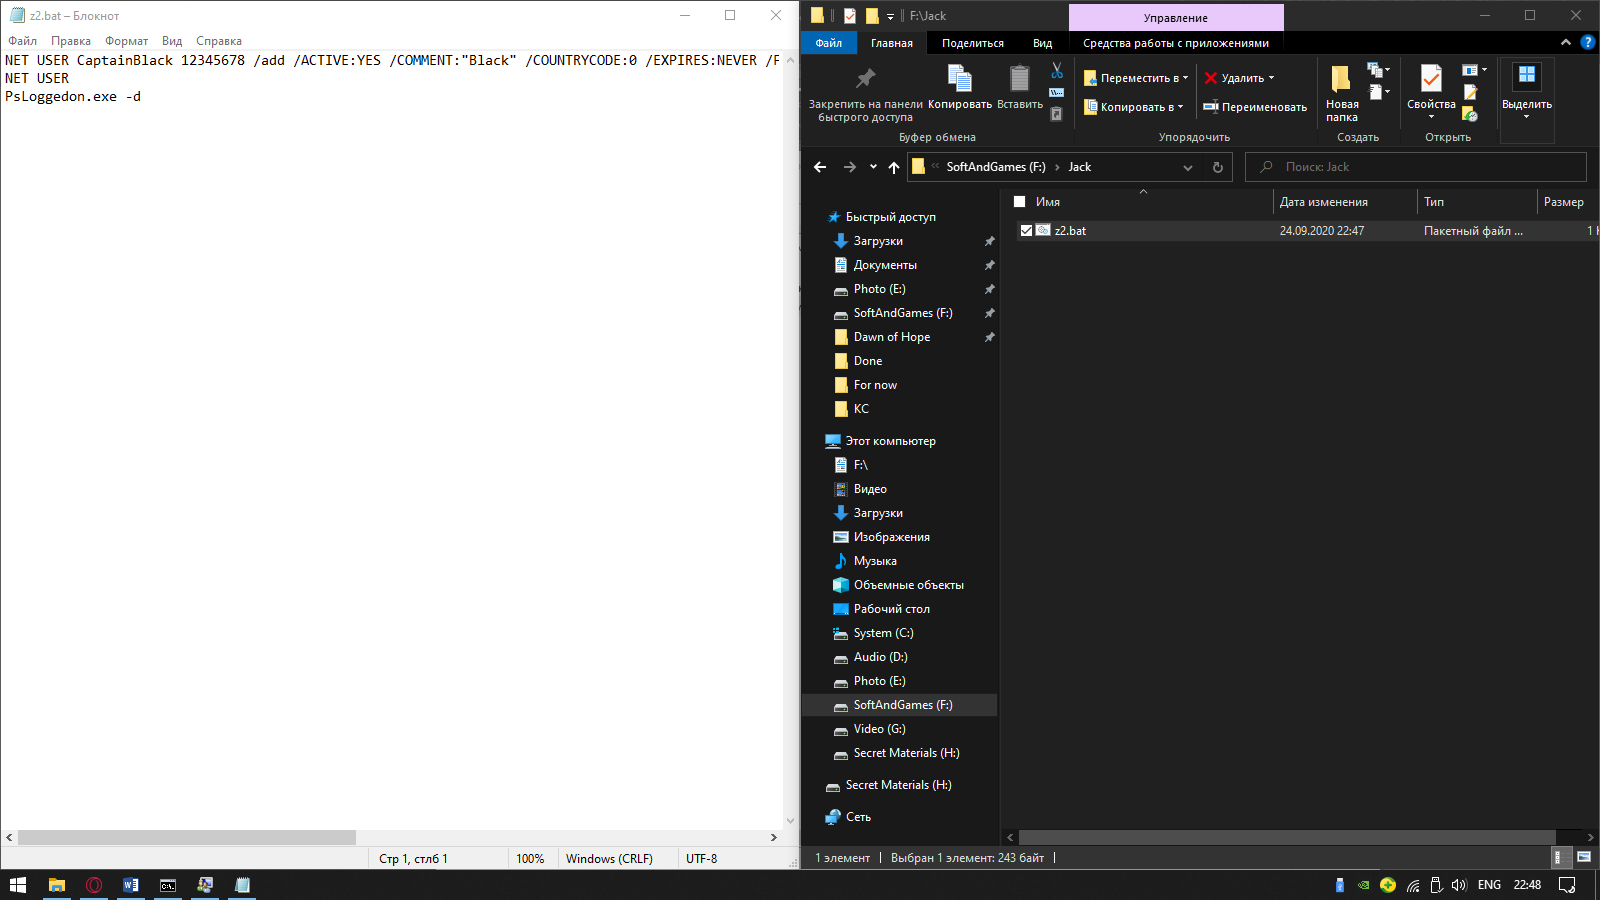 z2.bat – Блокнот
Файл Правка Формат Вид Справка
NET USER CaptainBlack 12345678 /add /ACTIVE:YES /COMMENT:"Black" /COUNTRYCODE:0 /EXPIRES:NEVER /F
NET USER
PsLoggedon.exe -d
Стр 1, стлб 1 100% Windows (CRLF) UTF-8
F:\Jack
Управление
Файл Главная Поделиться Вид Средства работы с приложениями
Закрепить на панели быстрого доступа
Копировать
Вставить
Переместить в
Копировать в
Удалить
Переименовать
Новая папка
Свойства
Выделить
Буфер обмена Упорядочить Создать Открыть
« SoftAndGames (F:) › Jack
Поиск: Jack
Имя Дата изменения Тип Размер
z2.bat 24.09.2020 22:47 Пакетный файл ... 1
Быстрый доступ
Загрузки
Документы
Photo (E:)
SoftAndGames (F:)
Dawn of Hope
Done
For now
КС
Этот компьютер
F:\
Видео
Загрузки
Изображения
Музыка
Объемные объекты
Рабочий стол
System (C:)
Audio (D:)
Photo (E:)
SoftAndGames (F:)
Video (G:)
Secret Materials (H:)
Secret Materials (H:)
Сеть
1 элемент Выбран 1 элемент: 243 байт
ENG 22:48